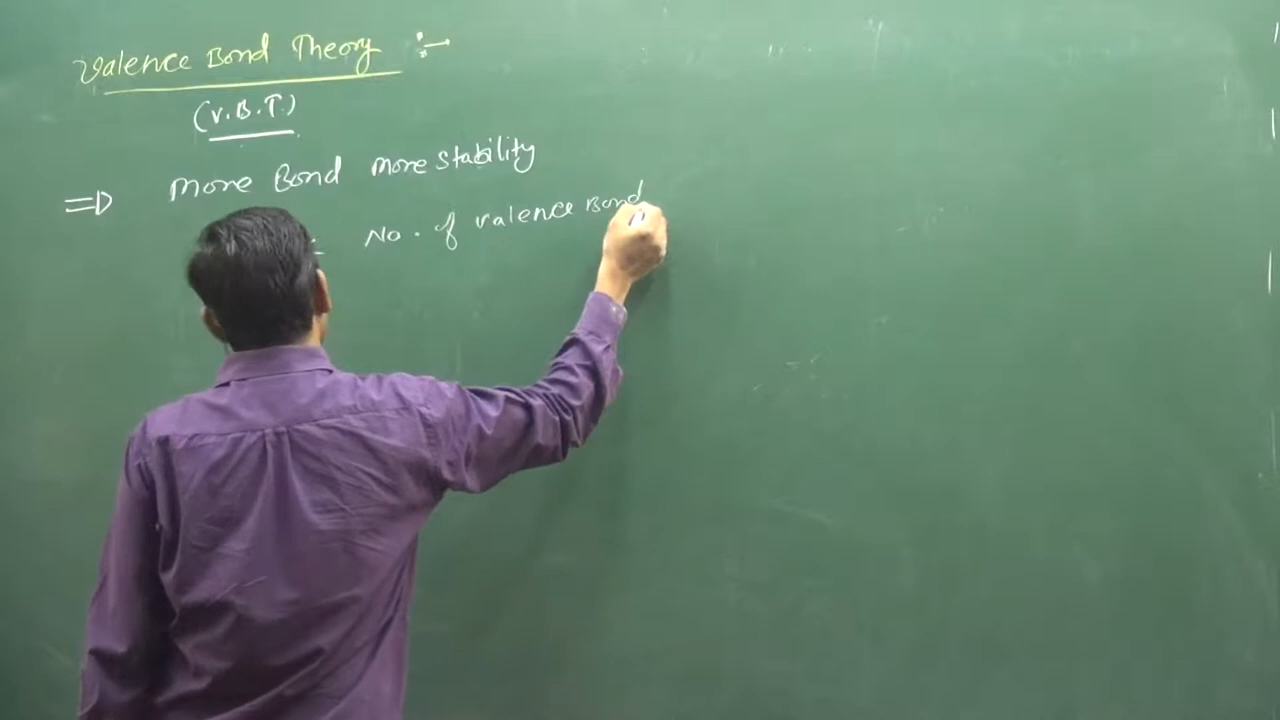 Valence Bond Theory :-
(V.B.T.)
=> More Bond More Stability
No. of valence Bond